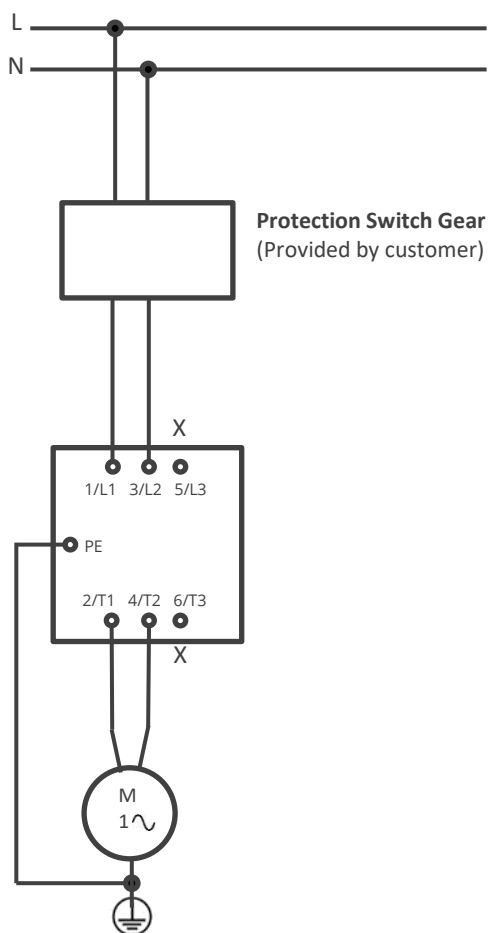 L
N
Protection Switch Gear
(Provided by customer)
X
1/L1 3/L2 5/L3
PE
2/T1 4/T2 6/T3
X
M
1∿